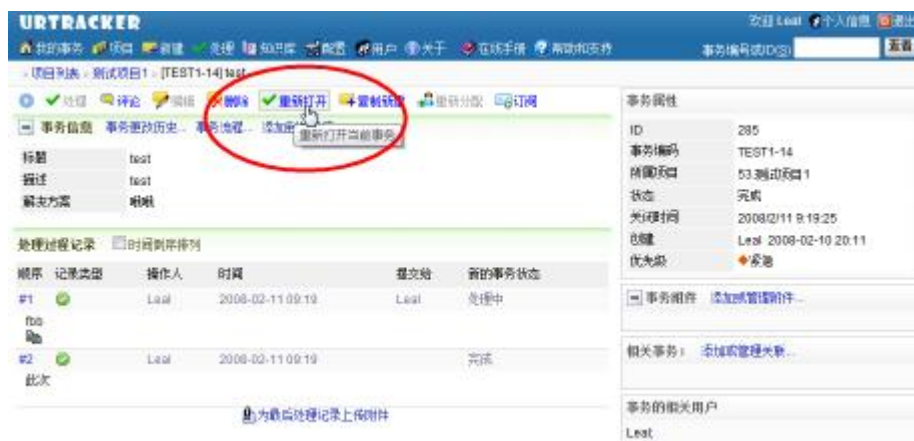 URTRACKER
欢迎 Leal 个人信息 退出
我的事务 项目 新建 处理 知识库 配置 用户 关于 在线手册 帮助和支持 事务编号或ID(S) 查看
项目列表 测试项目1 [TEST1-14] test
处理 评论 编辑 删除 重新打开 复制新建 重新分配 订阅
重新打开当前事务
事务信息 事务更改历史... 事务流程...
标题 test
描述 test
解决方案 啦啦
处理过程记录 时间倒序排列
顺序 记录类型 操作人 时间 提交给 新的事务状态
#1 Leal 2008-02-11 09:19 Leal 处理中
#2 Leal 2008-02-11 09:19 完成
此次
为最后处理记录上传附件
事务属性
ID 285
事务编码 TEST1-14
所属项目 53.测试项目1
状态 完成
关闭时间 2008/2/11 9:19:25
创建 Leal 2008-02-10 20:11
优先级 紧急
事务附件 添加或管理附件...
相关事务: 添加或管理关联...
事务的相关用户
Leal